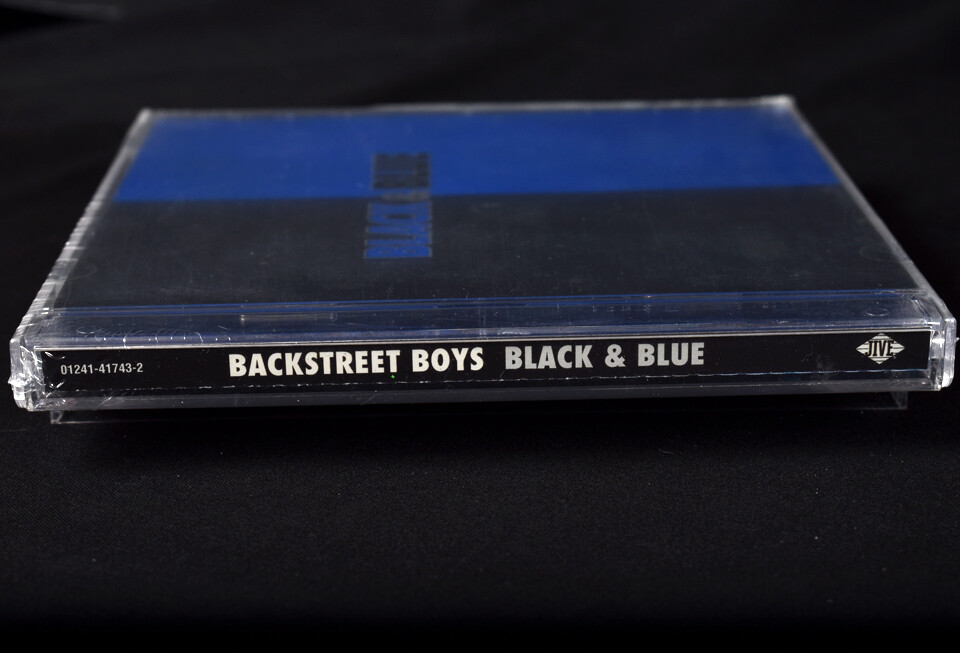 BLACK & BLUE
01241-41743-2 BACKSTREET BOYS BLACK & BLUE JIVE